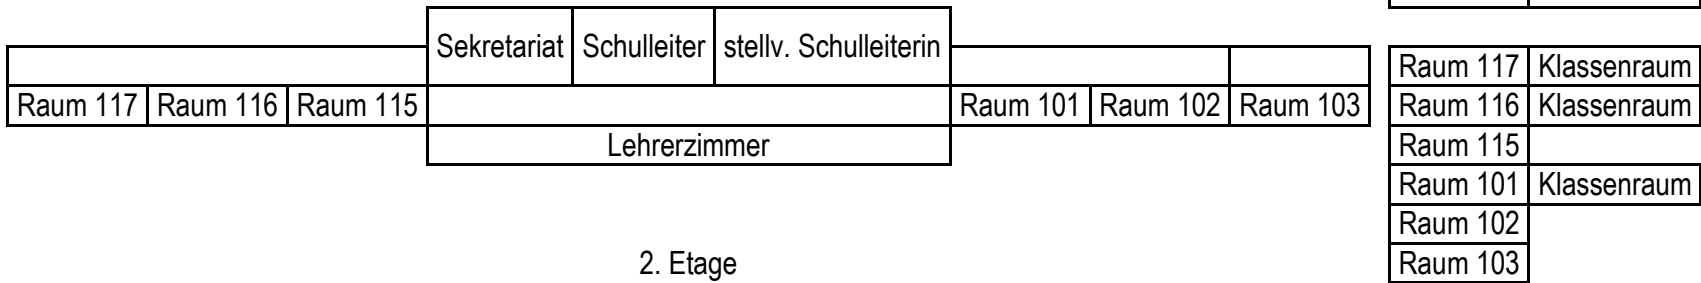 Sekretariat Schulleiter stellv. Schulleiterin
Raum 117 Raum 116 Raum 115 Raum 101 Raum 102 Raum 103
Lehrerzimmer
2. Etage
Raum 117 Klassenraum
Raum 116 Klassenraum
Raum 115
Raum 101 Klassenraum
Raum 102
Raum 103